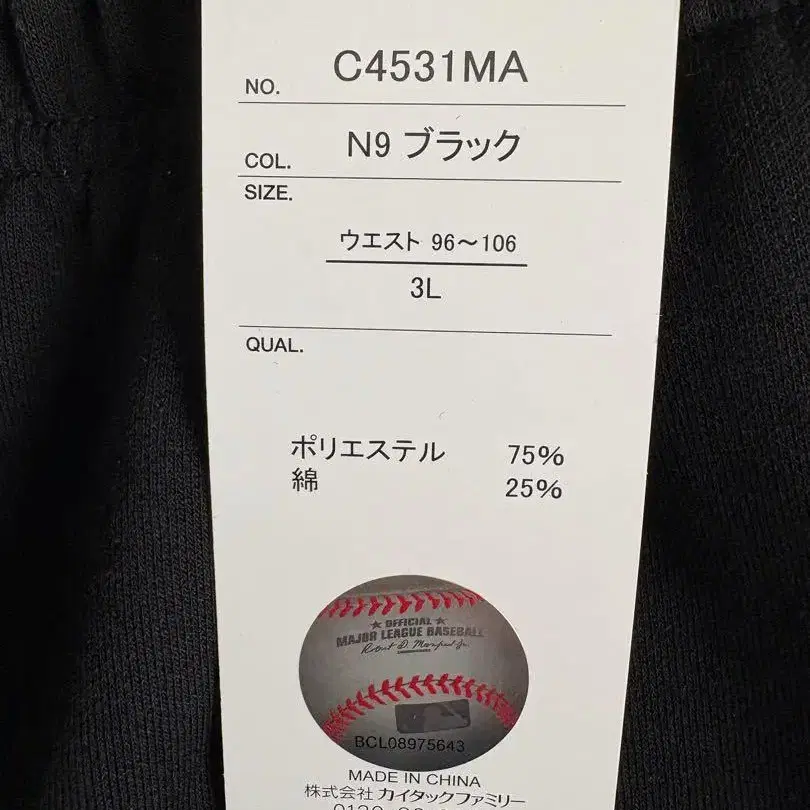 NO. C4531MA
COL. N9 ブラック
SIZE.
ウエスト 96～106
3L
QUAL.
ポリエステル 75%
綿 25%
★ OFFICIAL ★
MAJOR LEAGUE BASEBALL
BCL08975643
MADE IN CHINA
株式会社 カイタックファミリー